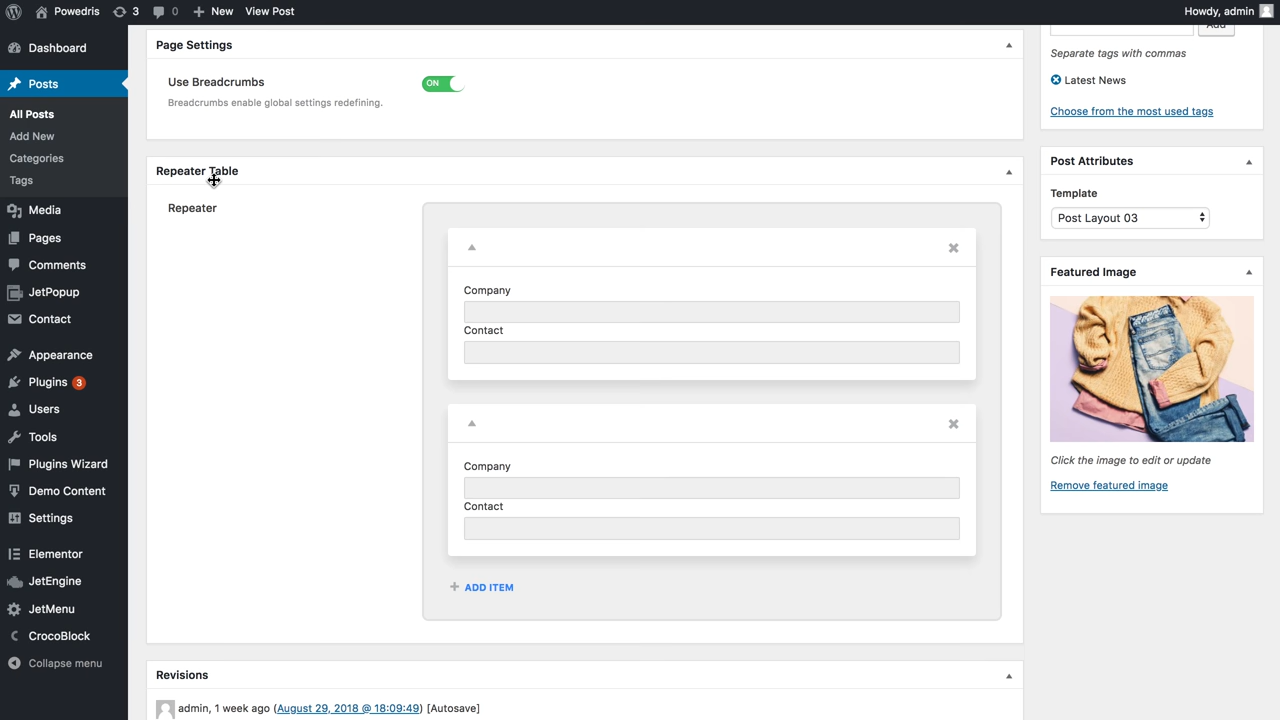 Powedris 3 0 New View Post Howdy, admin
Dashboard
Posts
All Posts
Add New
Categories
Tags
Media
Pages
Comments
JetPopup
Contact
Appearance
Plugins 3
Users
Tools
Plugins Wizard
Demo Content
Settings
Elementor
JetEngine
JetMenu
CrocoBlock
Collapse menu
Page Settings
Use Breadcrumbs
ON
Breadcrumbs enable global settings redefining.
Repeater Table
Repeater
Company
Contact
Company
Contact
ADD ITEM
Revisions
admin, 1 week ago (August 29, 2018 @ 18:09:49) [Autosave]
Add
Separate tags with commas
Latest News
Choose from the most used tags
Post Attributes
Template
Post Layout 03
Featured Image
Click the image to edit or update
Remove featured image